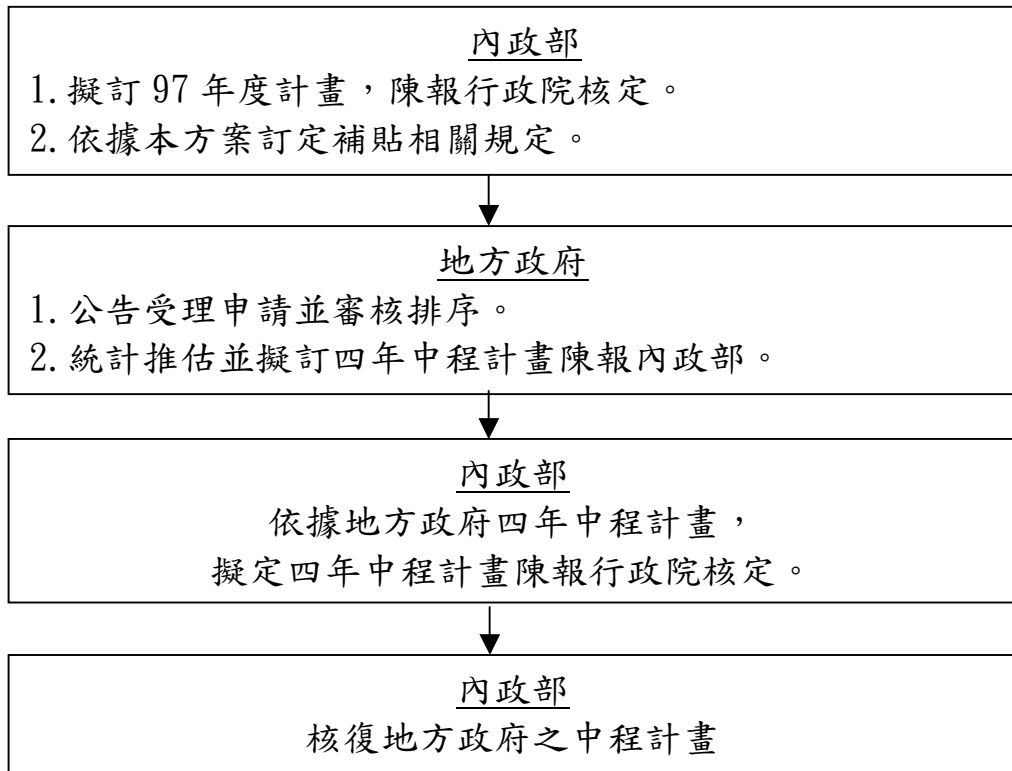 內政部
1.擬訂 97 年度計畫，陳報行政院核定。
2.依據本方案訂定補貼相關規定。
地方政府
1.公告受理申請並審核排序。
2.統計推估並擬訂四年中程計畫陳報內政部。
內政部
依據地方政府四年中程計畫，
擬定四年中程計畫陳報行政院核定。
內政部
核復地方政府之中程計畫